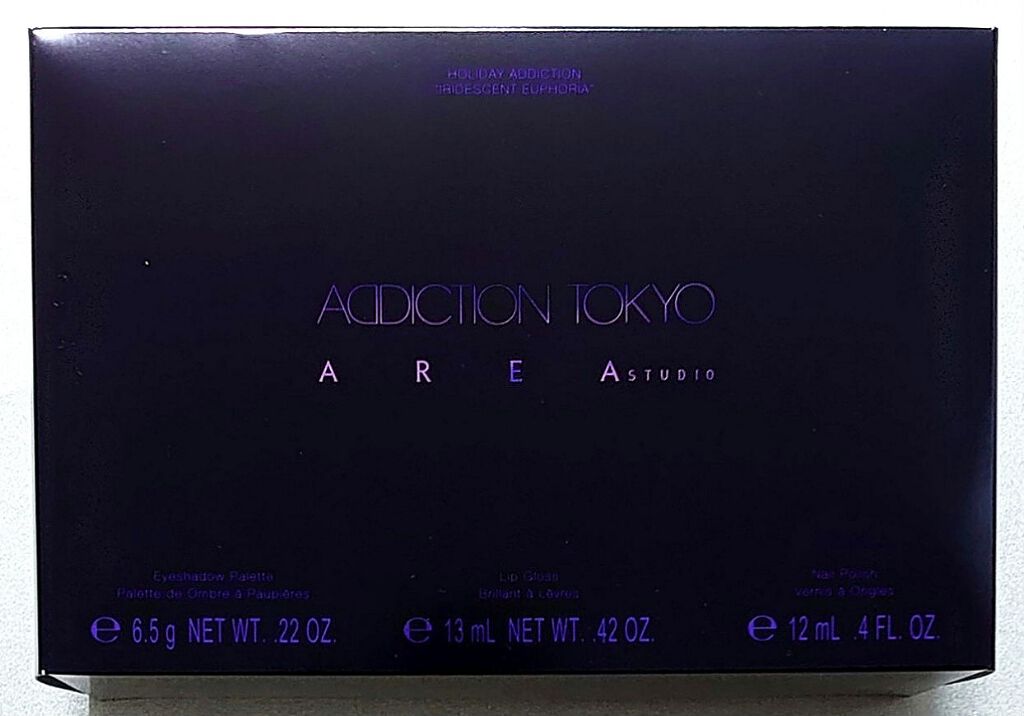 HOLIDAY ADDICTION
"IRIDESCENT EUPHORIA"
ADDICTION TOKYO
A R E A STUDIO
Eyeshadow Palette
Palette de Ombre à Paupières
℮ 6.5 g NET WT. .22 OZ.
Lip Gloss
Brillant à Lèvres
℮ 13 mL NET WT. .42 OZ.
Nail Polish
Vernis à Ongles
℮ 12 mL .4 FL. OZ.